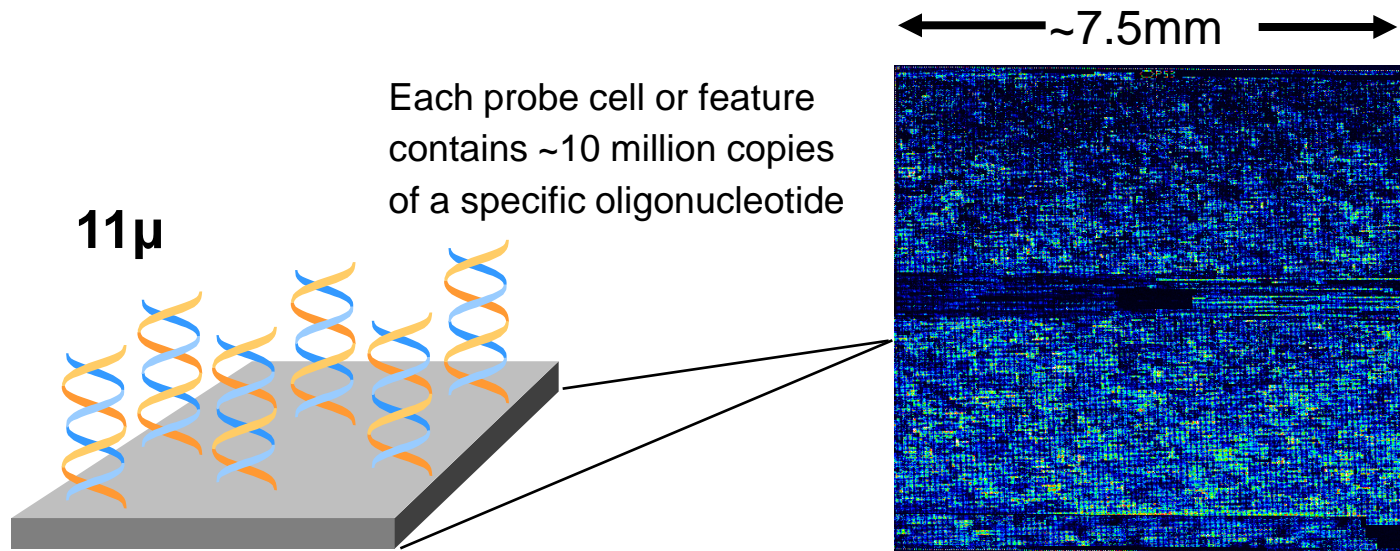 ~7.5mm
Each probe cell or feature
contains ~10 million copies
of a specific oligonucleotide
11µ